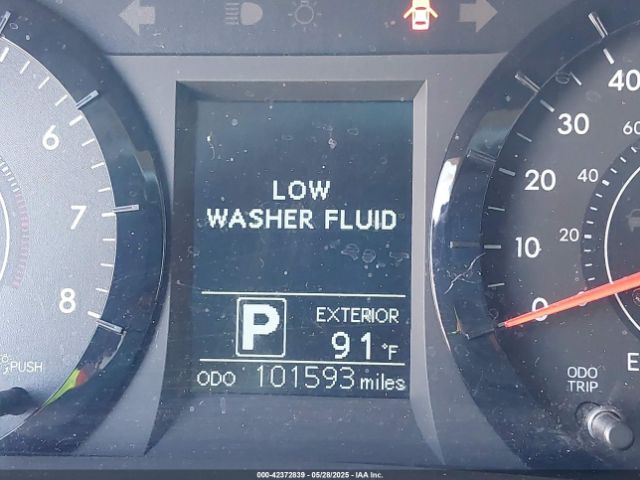 LOW
WASHER FLUID
P
EXTERIOR
91°F
ODO 101593 miles
6
7
8
PUSH
40
30
20
10
0
60
40
20
ODO
TRIP
E
000-42372839 - 05/28/2025 - IAA Inc.